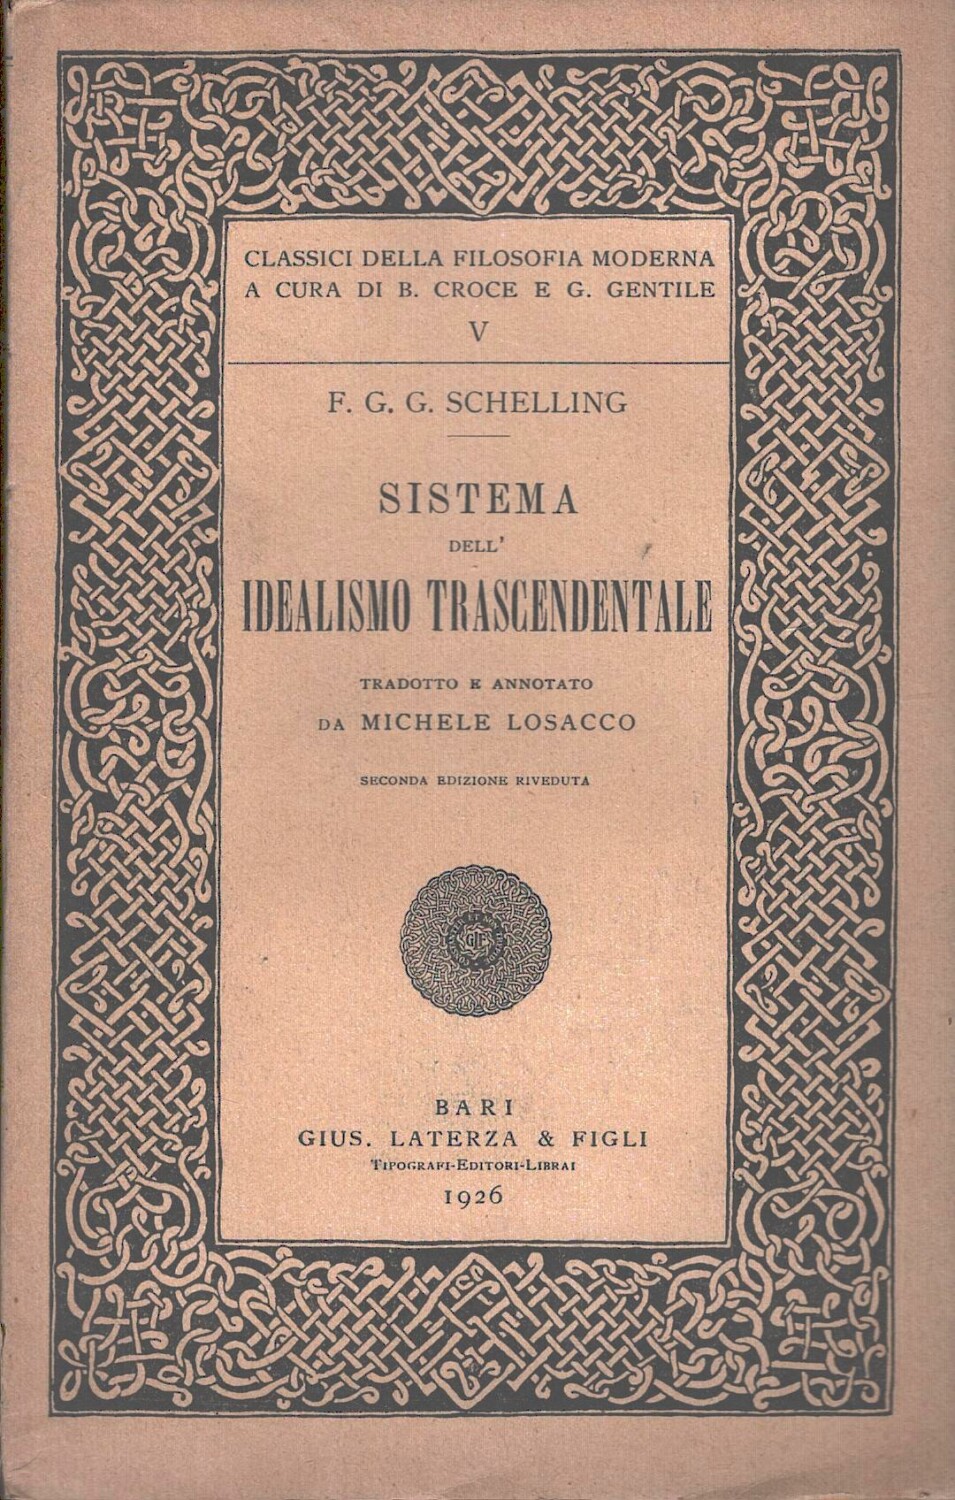 CLASSICI DELLA FILOSOFIA MODERNA
A CURA DI B. CROCE E G. GENTILE
V
F. G. G. SCHELLING
SISTEMA
DELL'
IDEALISMO TRASCENDENTALE
TRADOTTO E ANNOTATO
DA MICHELE LOSACCO
SECONDA EDIZIONE RIVEDUTA
GLF
BARI
GIUS. LATERZA & FIGLI
TIPOGRAFI-EDITORI-LIBRAI
1926